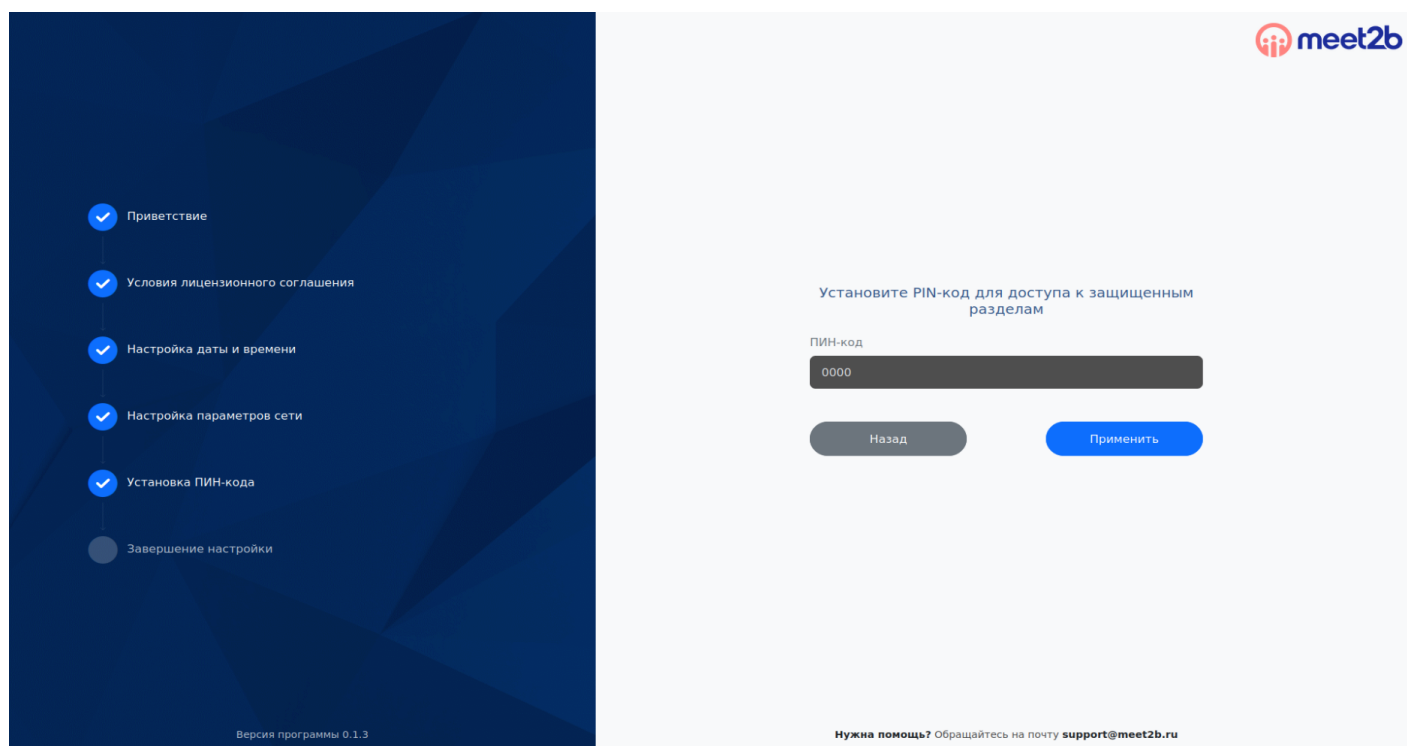 meet2b
Приветствие
Условия лицензионного соглашения
Настройка даты и времени
Настройка параметров сети
Установка ПИН-кода
Завершение настройки
Версия программы 0.1.3
Установите PIN-код для доступа к защищенным
разделам
ПИН-код
0000
Назад
Применить
Нужна помощь? Обращайтесь на почту support@meet2b.ru